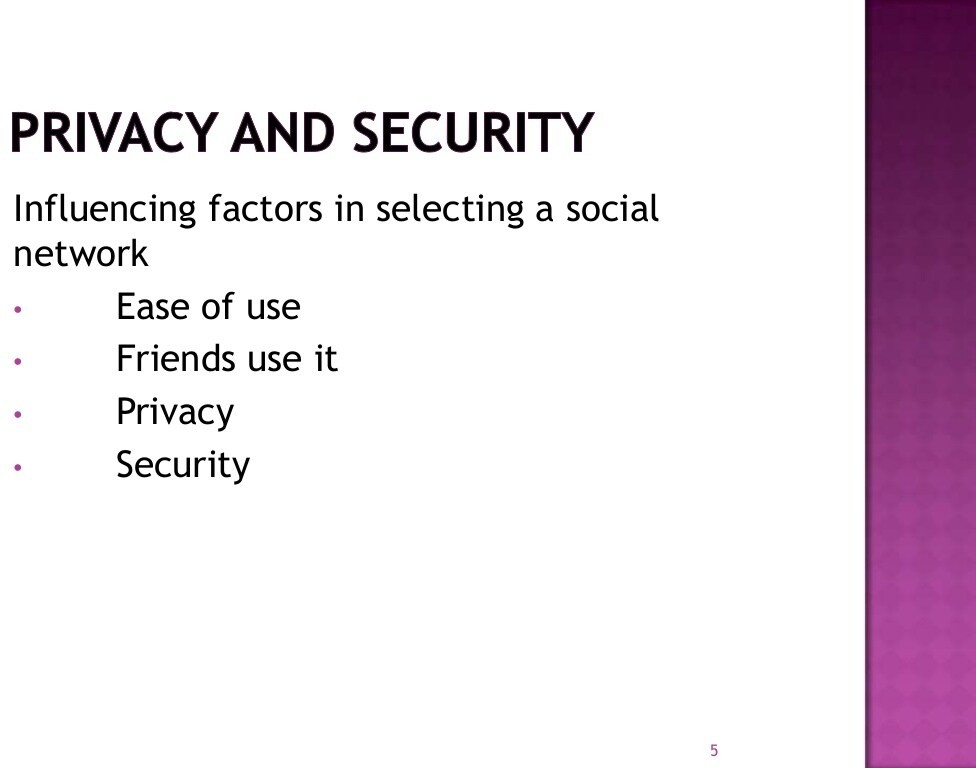 PRIVACY AND SECURITY
Influencing factors in selecting a social
network
• Ease of use
• Friends use it
• Privacy
• Security
5